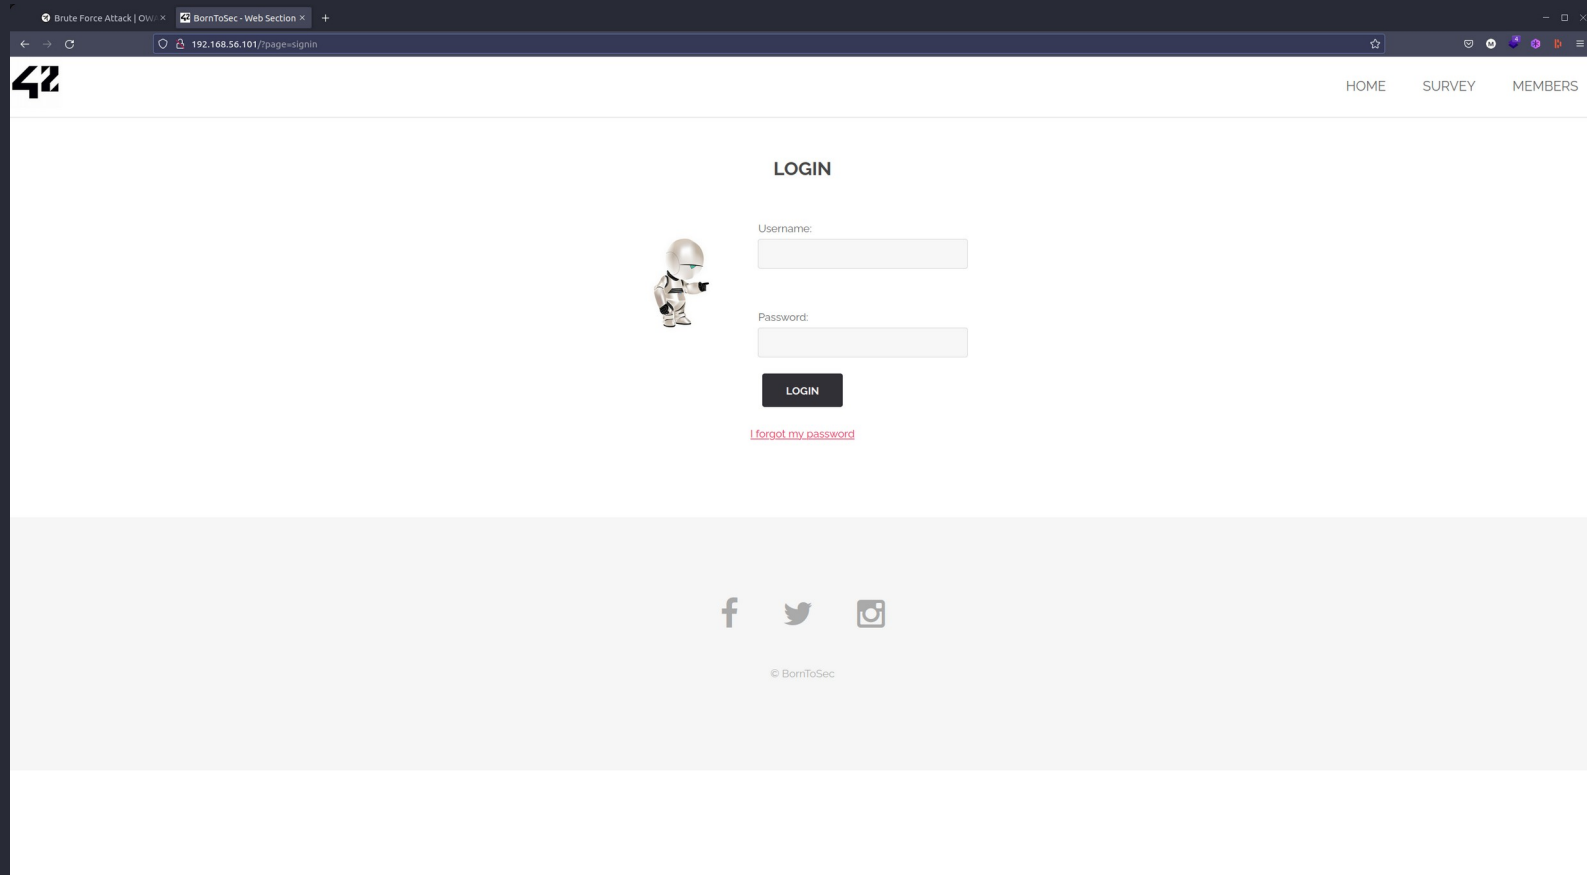 Brute Force Attack | OWA
BornToSec - Web Section
192.168.56.101/?page=signin
42
HOME SURVEY MEMBERS
LOGIN
Username:
Password:
LOGIN
I forgot my password
© BornToSec